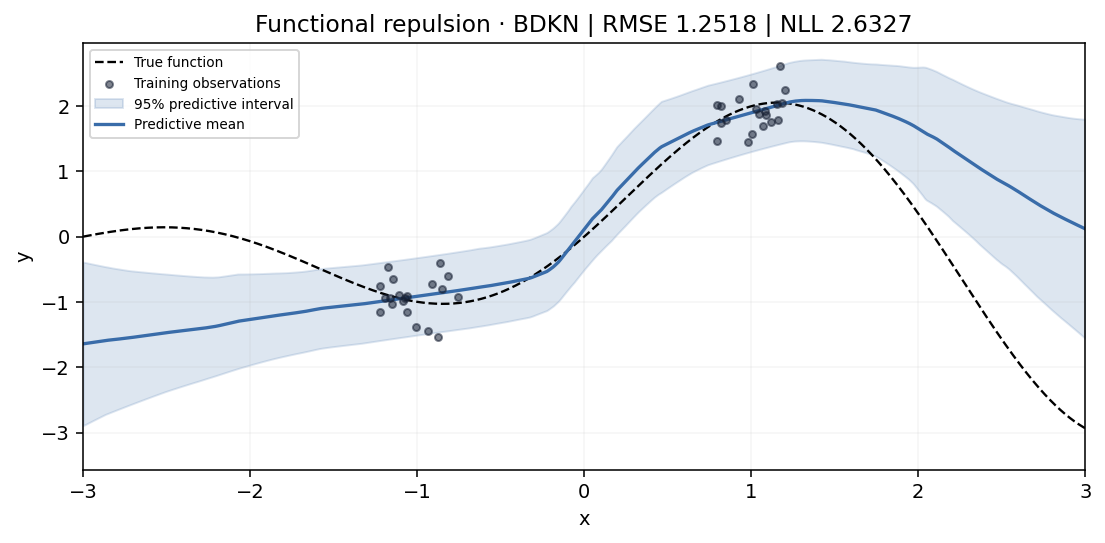 Functional repulsion · BDKN | RMSE 1.2518 | NLL 2.6327
True function
Training observations
95% predictive interval
Predictive mean
y
2
1
0
−1
−2
−3
−3 −2 −1 0 1 2 3
x